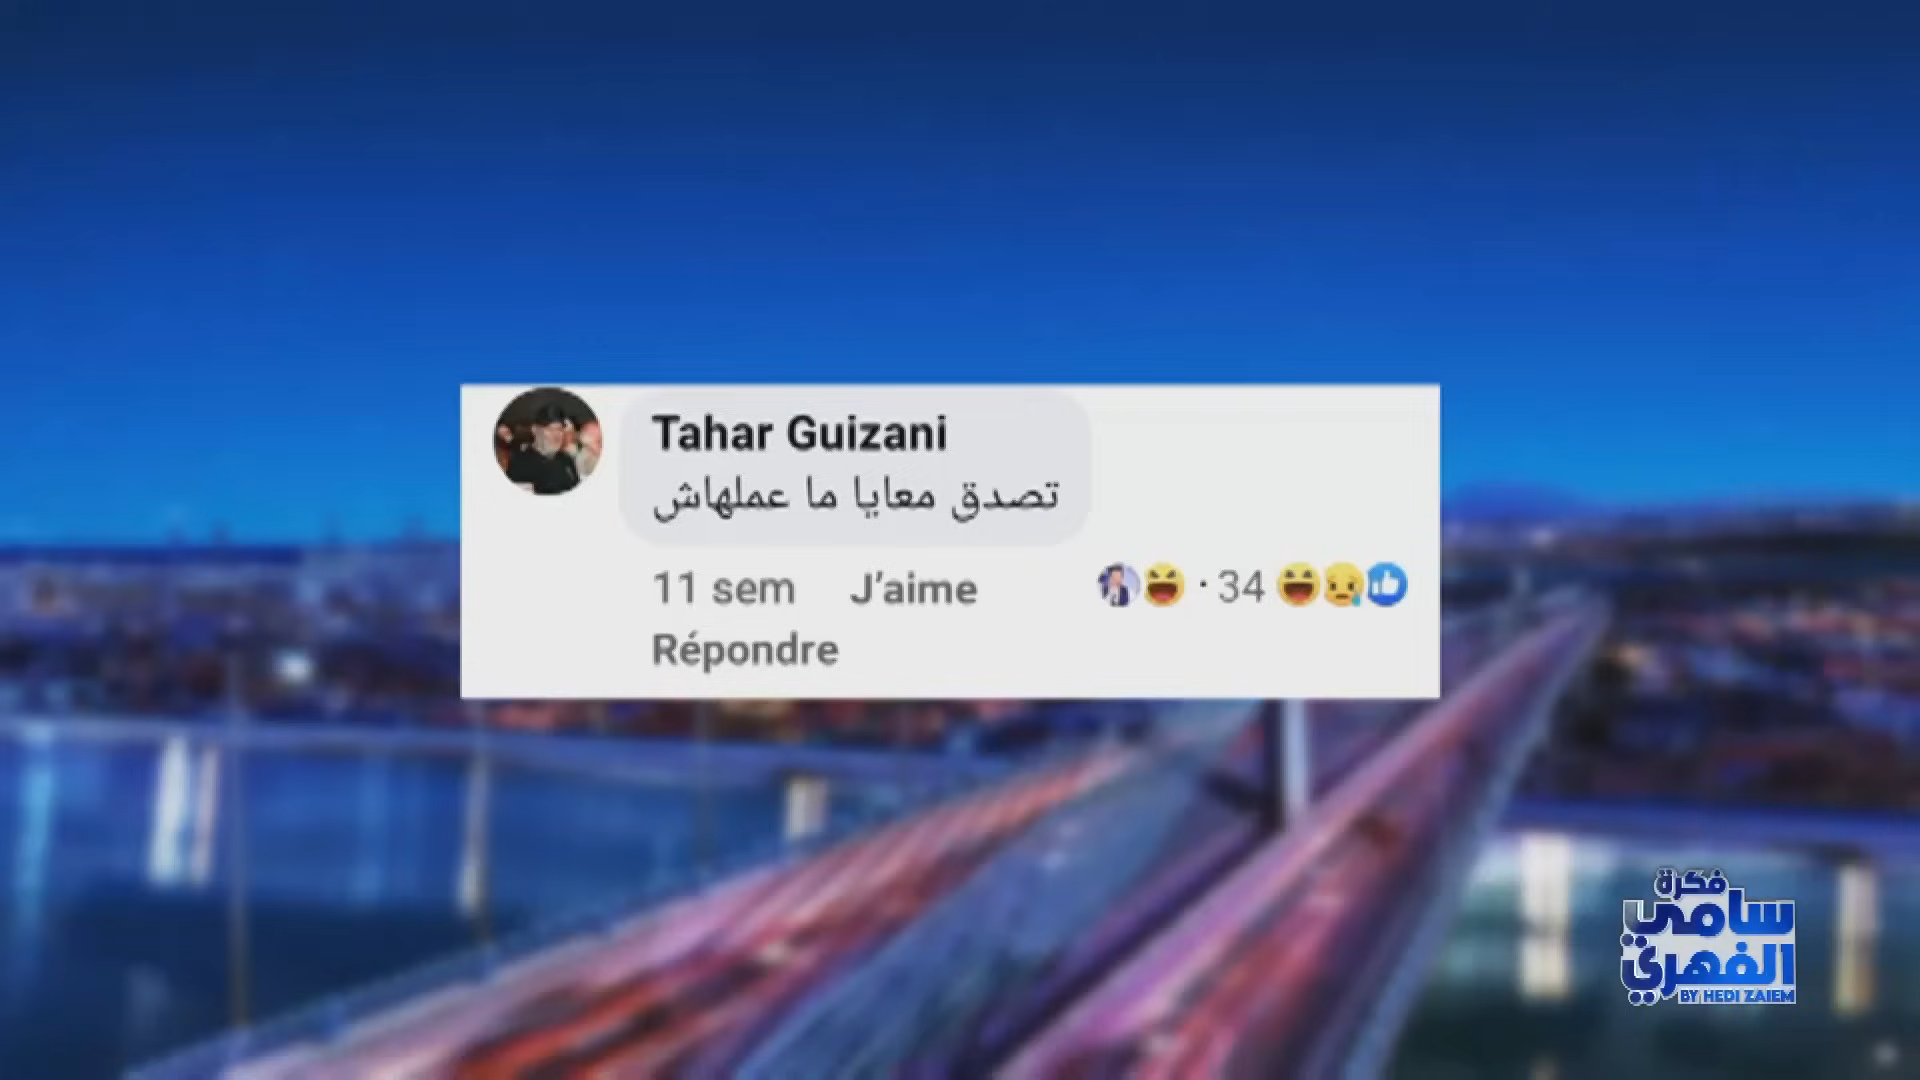 Tahar Guizani
تصدق معايا ما عملهاش
11 sem J'aime · 34
Répondre
فكرة
سامي
الفهري
BY HEDI ZAIEM